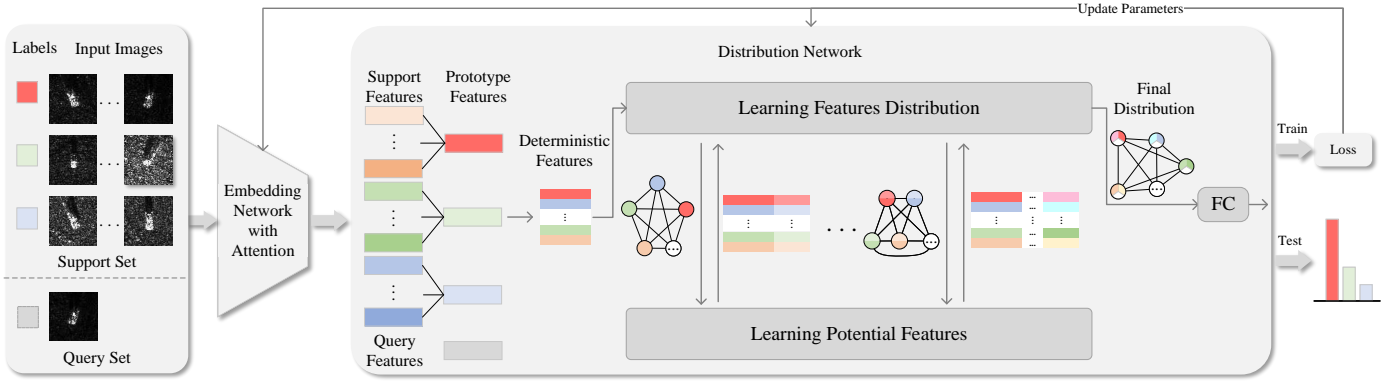 Update Parameters
Labels
Input Images
Distribution Network
Support
Features
Prototype
Features
Learning Features Distribution
Final
Distribution
Deterministic
Features
Train
Loss
Embedding
Network
with
Attention
FC
Test
Support Set
Learning Potential Features
Query
Features
Query Set